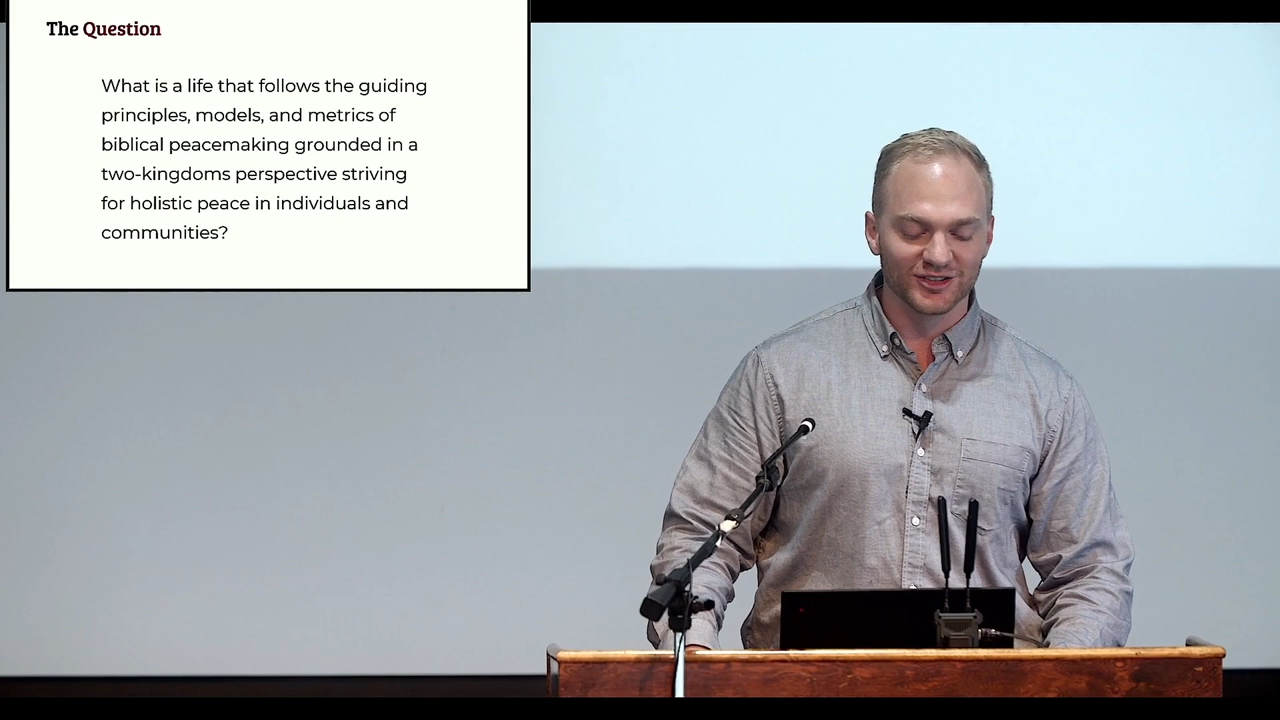 The Question
What is a life that follows the guiding
principles, models, and metrics of
biblical peacemaking grounded in a
two-kingdoms perspective striving
for holistic peace in individuals and
communities?